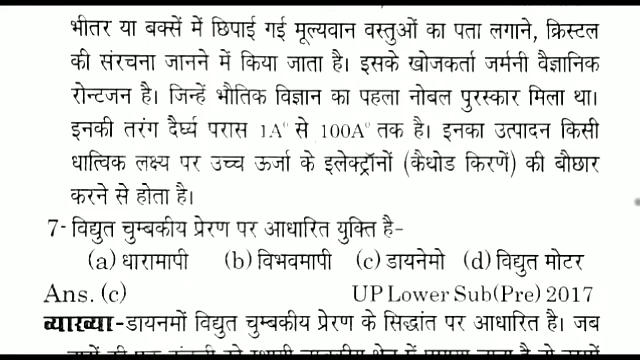 भीतर या बक्सें में छिपाई गई मूल्यवान वस्तुओं का पता लगाने, क्रिस्टल
की संरचना जानने में किया जाता है। इसके खोजकर्ता जर्मनी वैज्ञानिक
रोन्टजन है। जिन्हें भौतिक विज्ञान का पहला नोबल पुरस्कार मिला था।
इनकी तरंग दैर्घ्य परास 1A° से 100A° तक है। इनका उत्पादन किसी
धात्विक लक्ष्य पर उच्च ऊर्जा के इलेक्ट्रॉनों (कैथोड किरणें) की बौछार
करने से होता है।
7- विद्युत चुम्बकीय प्रेरण पर आधारित युक्ति है-
(a) धारामापी (b) विभवमापी (c) डायनेमो (d) विद्युत मोटर
Ans. (c) UP Lower Sub(Pre) 2017
व्याख्या-डायनमों विद्युत चुम्बकीय प्रेरण के सिद्धांत पर आधारित है। जब